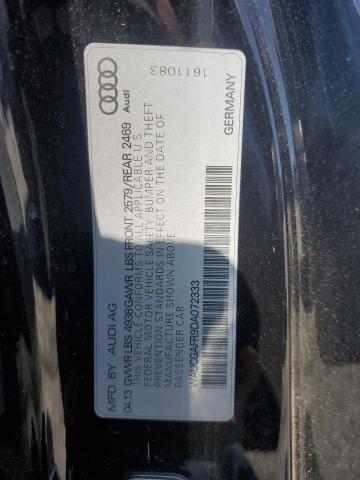 MFD. BY AUDI AG
1611083
Audi
04 13 GVWR LBS 4938GAWR LBS FRONT 2579/REAR 2469
THIS VEHICLE CONFORMS TO ALL APPLICABLE U.S.
FEDERAL MOTOR VEHICLE SAFETY, BUMPER AND THEFT
PREVENTION STANDARDS IN EFFECT ON THE DATE OF
MANUFACTURE SHOWN ABOVE.
PASSENGER CAR
WAUCGAFR9DA072333
GERMANY